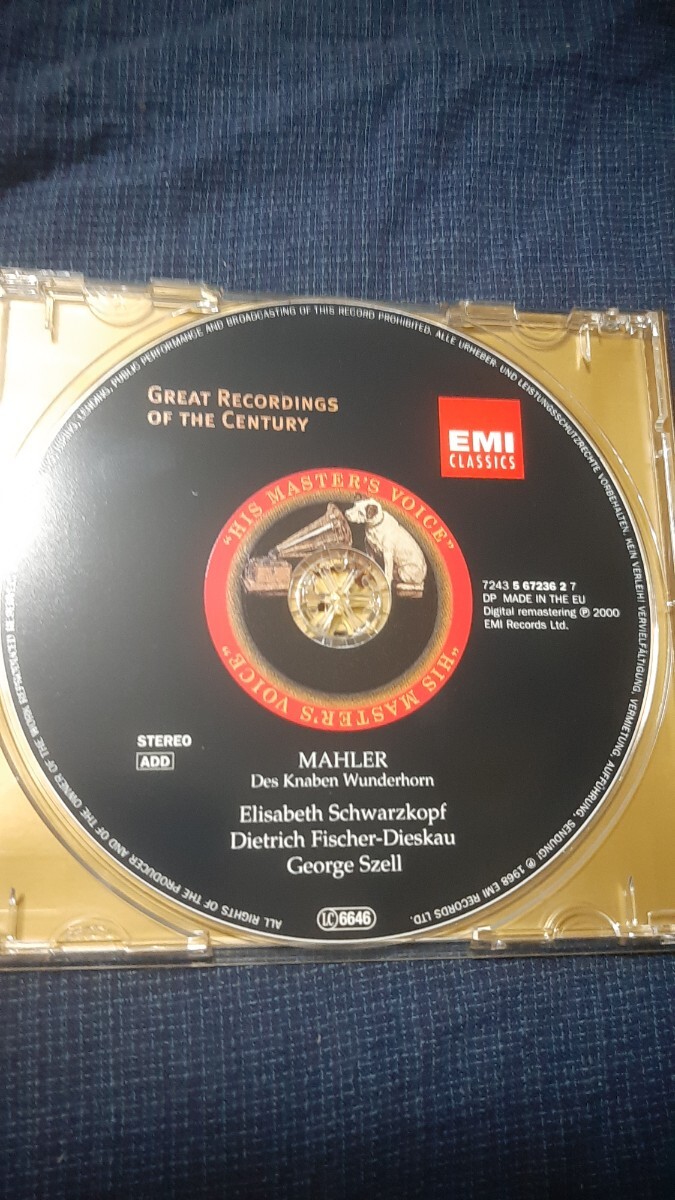 GREAT RECORDINGS
OF THE CENTURY
EMI
CLASSICS
"HIS MASTER'S VOICE"
"HIS MASTER'S VOICE"
7243 5 67236 2 7
DP MADE IN THE EU
Digital remastering ℗ 2000
EMI Records Ltd.
STEREO
ADD
MAHLER
Des Knaben Wunderhorn
Elisabeth Schwarzkopf
Dietrich Fischer-Dieskau
George Szell
LC 6646
ALL RIGHTS OF THE PRODUCER AND OF THE OWNER OF THE WORK REPRODUCED LENDING, PUBLIC PERFORMANCE AND BROADCASTING OF THIS RECORD PROHIBITED. ALLE URHEBER- UND LEISTUNGSSCHUTZRECHTE VORBEHALTEN. KEIN VERLEIH! VERVIELFÄLTIGUNG, VERMIETUNG, AUFFÜHRUNG, SENDUNG! ℗ 1968 EMI RECORDS LTD.